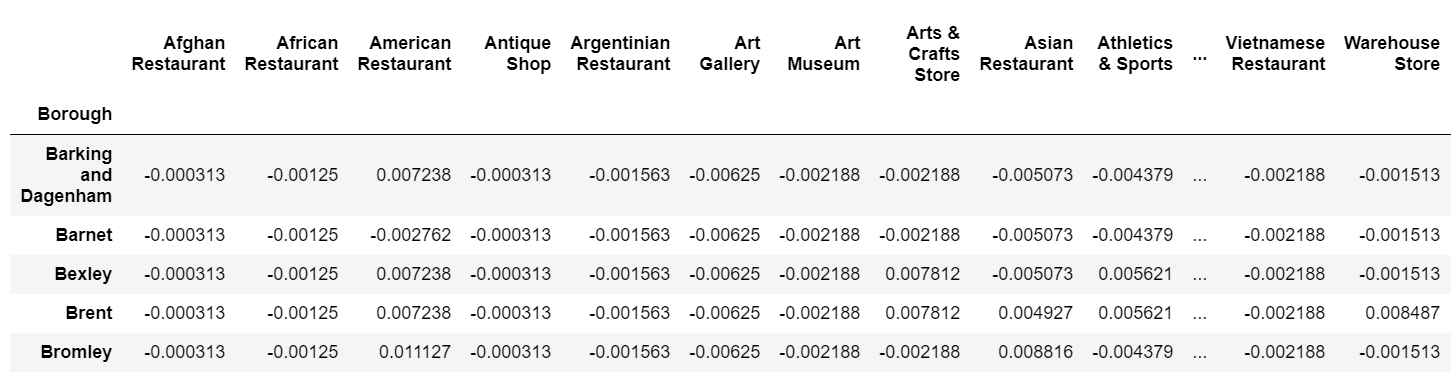 Afghan Restaurant African Restaurant American Restaurant Antique Shop Argentinian Restaurant Art Gallery Art Museum Arts & Crafts Store Asian Restaurant Athletics & Sports ... Vietnamese Restaurant Warehouse Store
Borough
Barking and Dagenham -0.000313 -0.00125 0.007238 -0.000313 -0.001563 -0.00625 -0.002188 -0.002188 -0.005073 -0.004379 ... -0.002188 -0.001513
Barnet -0.000313 -0.00125 -0.002762 -0.000313 -0.001563 -0.00625 -0.002188 -0.002188 -0.005073 -0.004379 ... -0.002188 -0.001513
Bexley -0.000313 -0.00125 0.007238 -0.000313 -0.001563 -0.00625 -0.002188 0.007812 -0.005073 0.005621 ... -0.002188 -0.001513
Brent -0.000313 -0.00125 0.007238 -0.000313 -0.001563 -0.00625 -0.002188 0.007812 0.004927 0.005621 ... -0.002188 0.008487
Bromley -0.000313 -0.00125 0.011127 -0.000313 -0.001563 -0.00625 -0.002188 -0.002188 0.008816 -0.004379 ... -0.002188 -0.001513